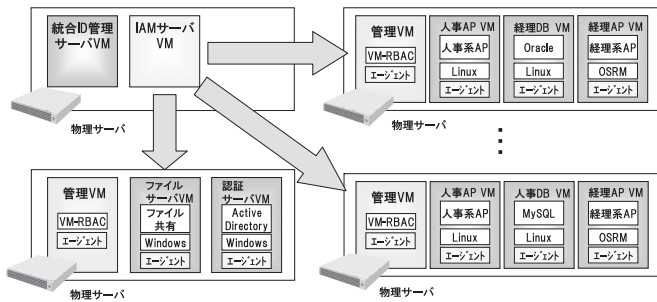 統合ID管理
サーバVM
IAMサーバ
VM
物理サーバ
管理VM
VM-RBAC
エージェント
人事AP VM
人事系AP
Linux
エージェント
経理DB VM
Oracle
Linux
エージェント
経理AP VM
経理系AP
OSRM
エージェント
物理サーバ
管理VM
VM-RBAC
エージェント
ファイル
サーバVM
ファイル
共有
Windows
エージェント
認証
サーバVM
Active
Directory
Windows
エージェント
物理サーバ
管理VM
VM-RBAC
エージェント
人事AP VM
人事系AP
Linux
エージェント
人事DB VM
MySQL
Linux
エージェント
経理AP VM
経理系AP
OSRM
エージェント
物理サーバ